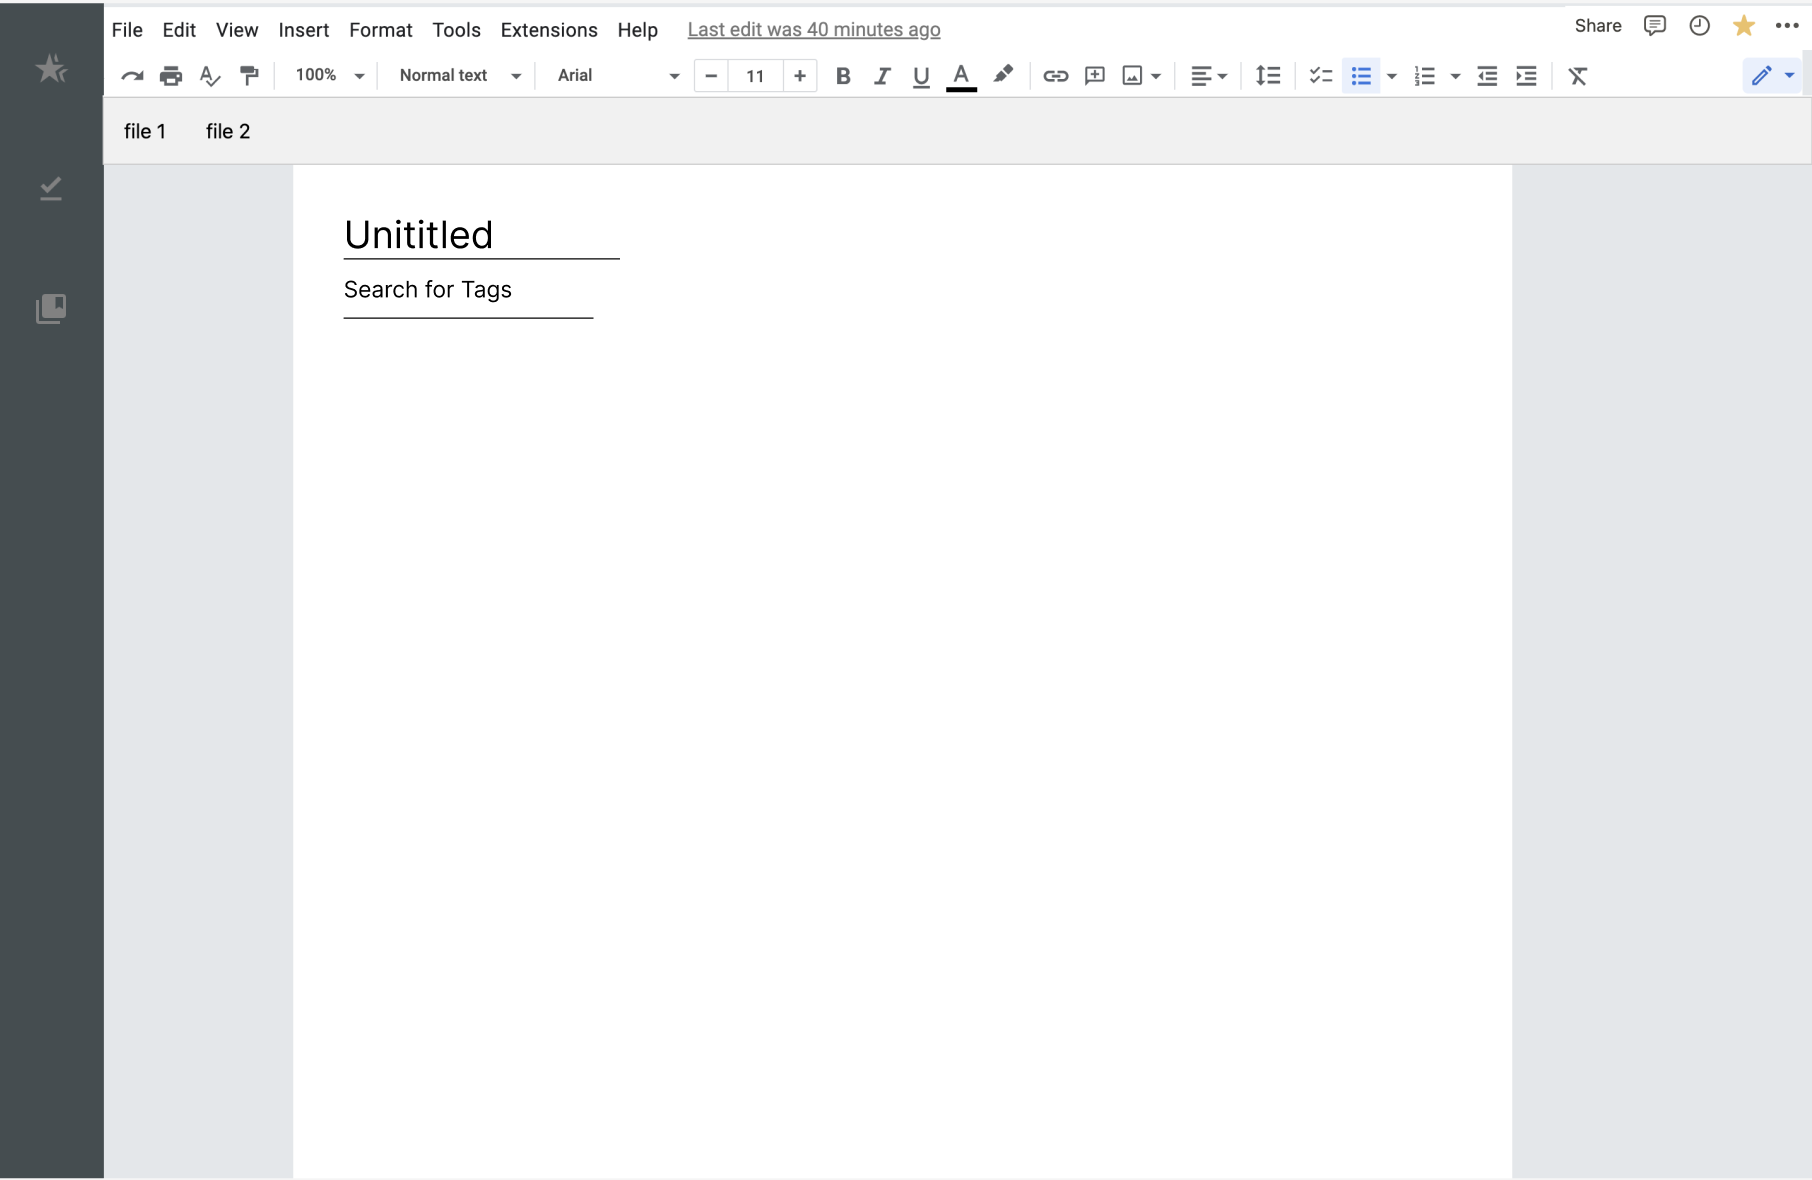 File Edit View Insert Format Tools Extensions Help Last edit was 40 minutes ago Share
100% Normal text Arial 11 B I U A
file 1 file 2
Unititled
Search for Tags